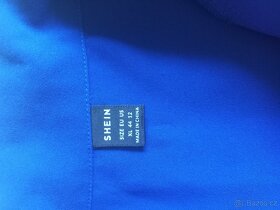 SHEIN
SIZE EU US
XL 44 12
MADE IN CHINA
Bazos.cz